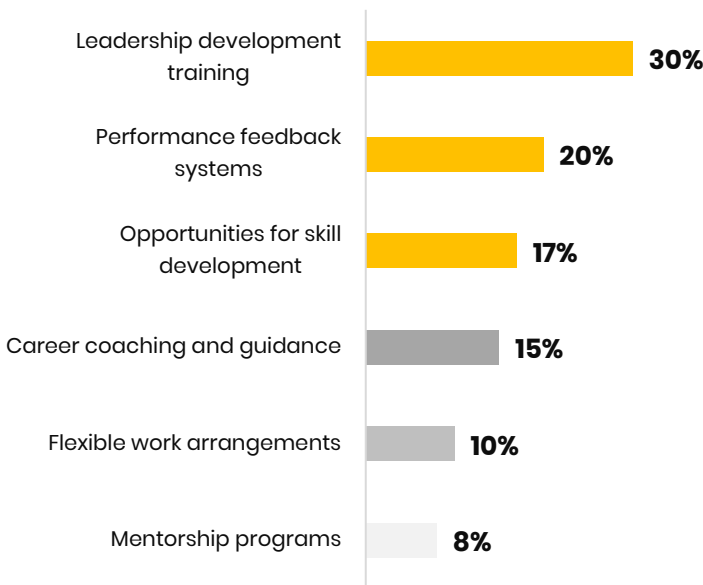 Leadership development
training
30%
Performance feedback
systems
20%
Opportunities for skill
development
17%
Career coaching and guidance
15%
Flexible work arrangements
10%
Mentorship programs
8%